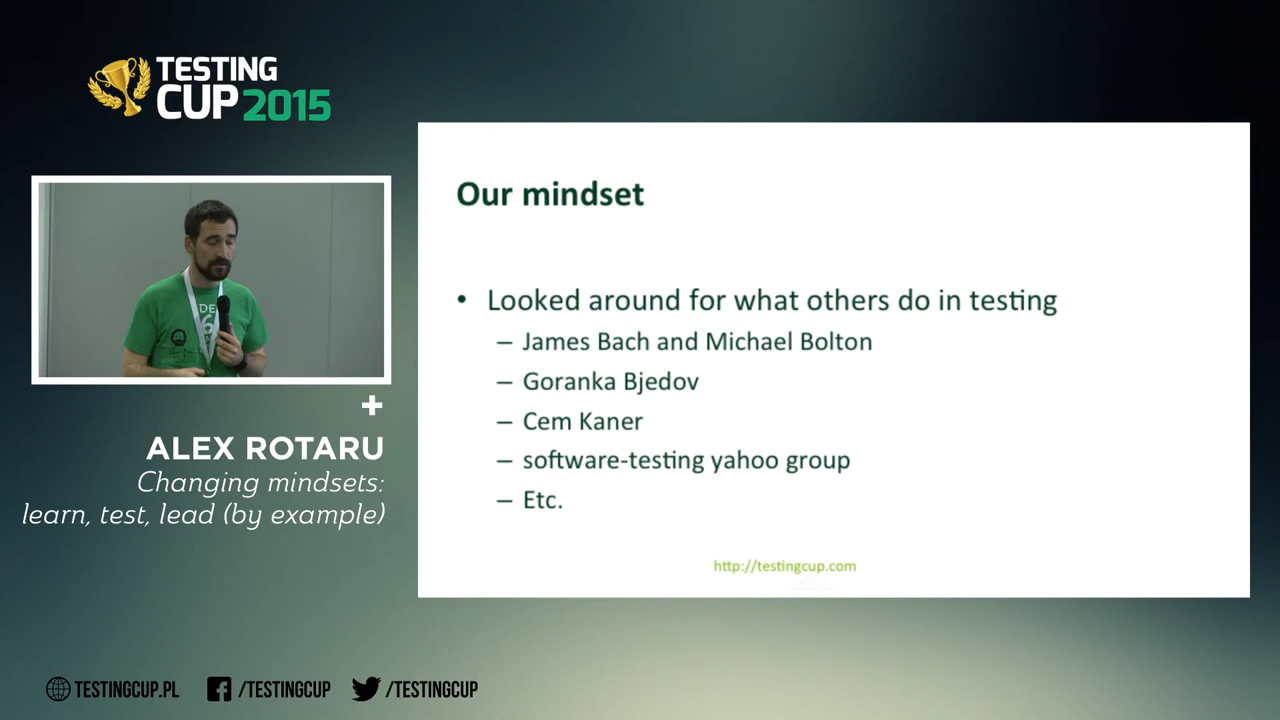 TESTING
CUP 2015
DE
6
+
ALEX ROTARU
Changing mindsets:
learn, test, lead (by example)
Our mindset
• Looked around for what others do in testing
– James Bach and Michael Bolton
– Goranka Bjedov
– Cem Kaner
– software-testing yahoo group
– Etc.
http://testingcup.com
TESTINGCUP.PL
/TESTINGCUP
/TESTINGCUP